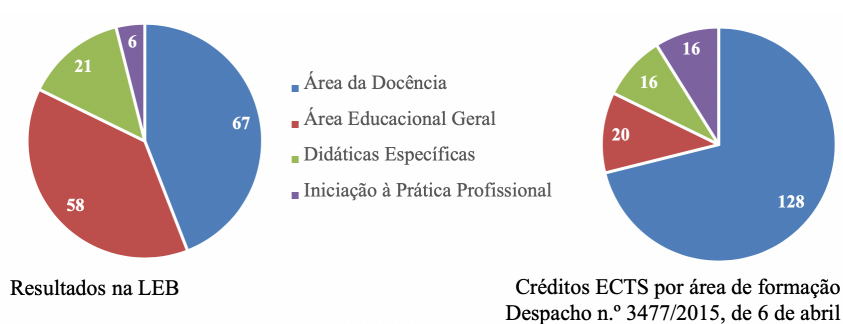 6
21
67
58
Área da Docência
Área Educacional Geral
Didáticas Específicas
Iniciação à Prática Profissional
16
16
20
128
Resultados na LEB
Créditos ECTS por área de formação
Despacho n.º 3477/2015, de 6 de abril